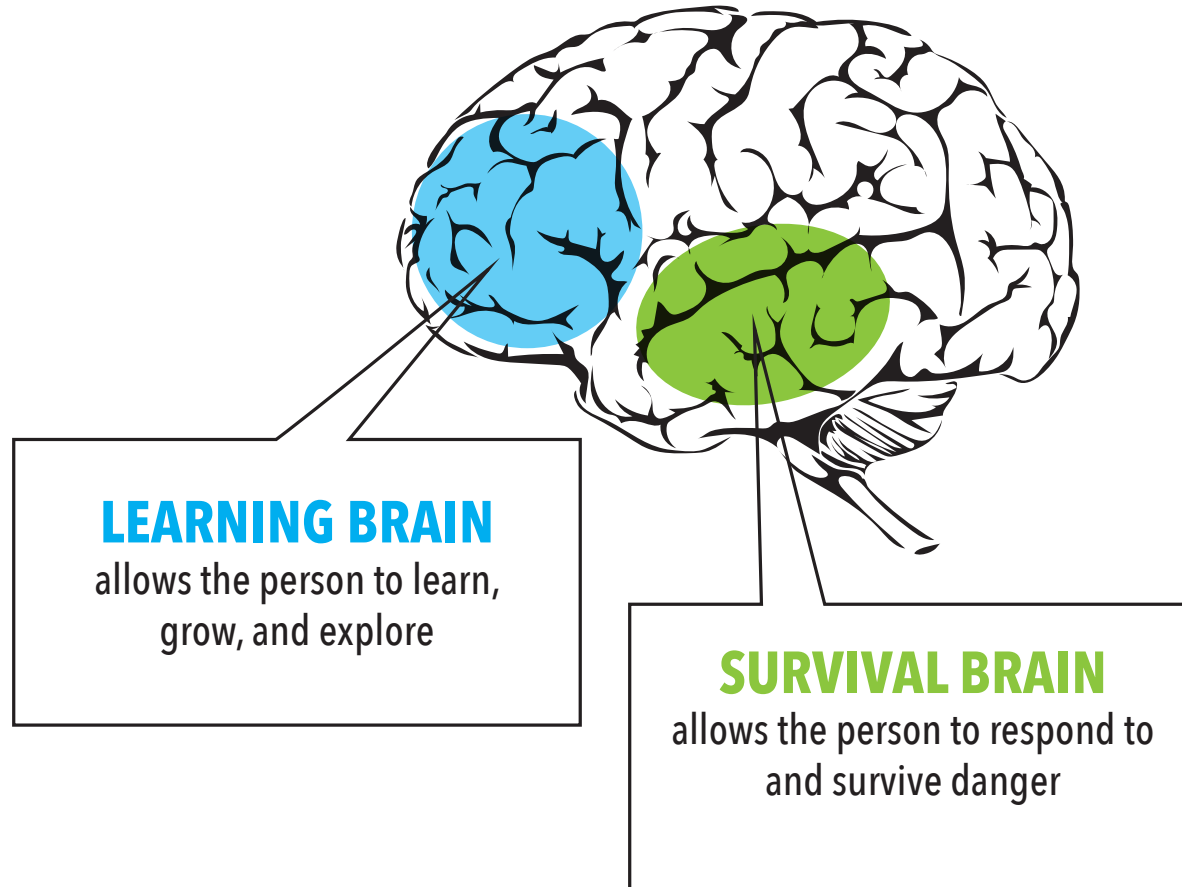 LEARNING BRAIN
allows the person to learn,
grow, and explore
SURVIVAL BRAIN
allows the person to respond to
and survive danger